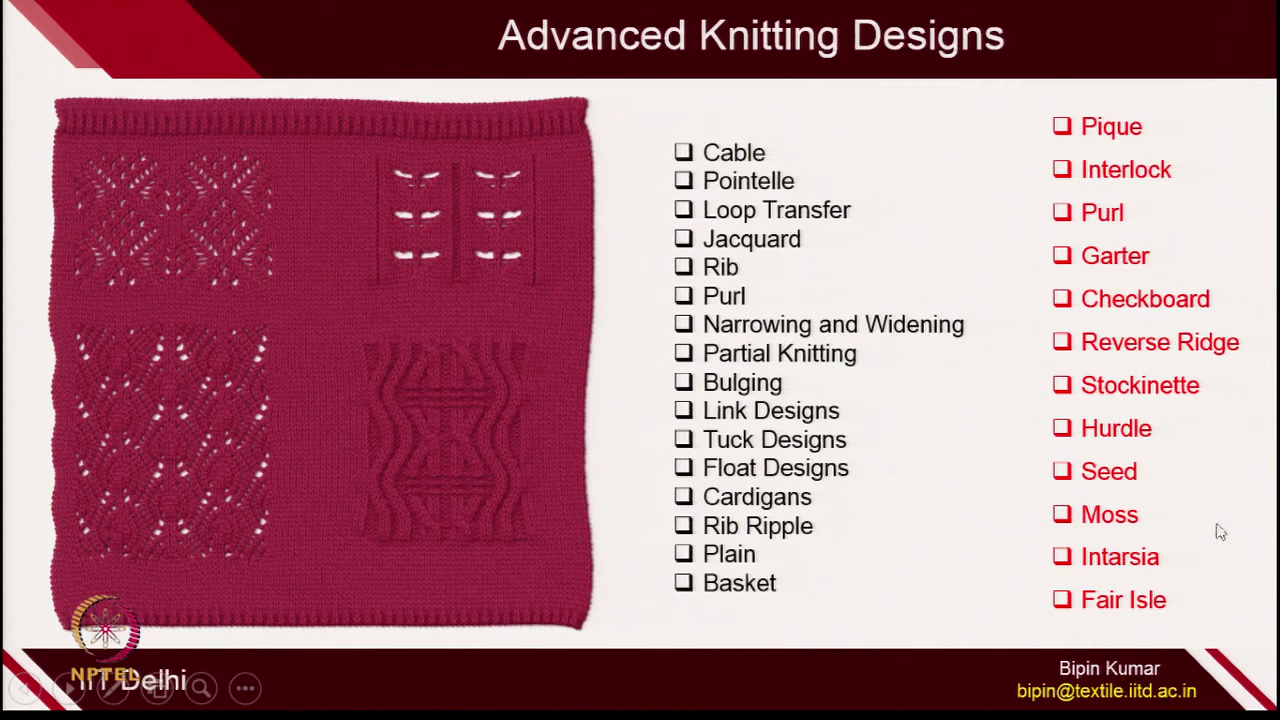 Advanced Knitting Designs
❑ Cable
❑ Pointelle
❑ Loop Transfer
❑ Jacquard
❑ Rib
❑ Purl
❑ Narrowing and Widening
❑ Partial Knitting
❑ Bulging
❑ Link Designs
❑ Tuck Designs
❑ Float Designs
❑ Cardigans
❑ Rib Ripple
❑ Plain
❑ Basket
❑ Pique
❑ Interlock
❑ Purl
❑ Garter
❑ Checkboard
❑ Reverse Ridge
❑ Stockinette
❑ Hurdle
❑ Seed
❑ Moss
❑ Intarsia
❑ Fair Isle
NPTEL
IIT Delhi
Bipin Kumar
bipin@textile.iitd.ac.in